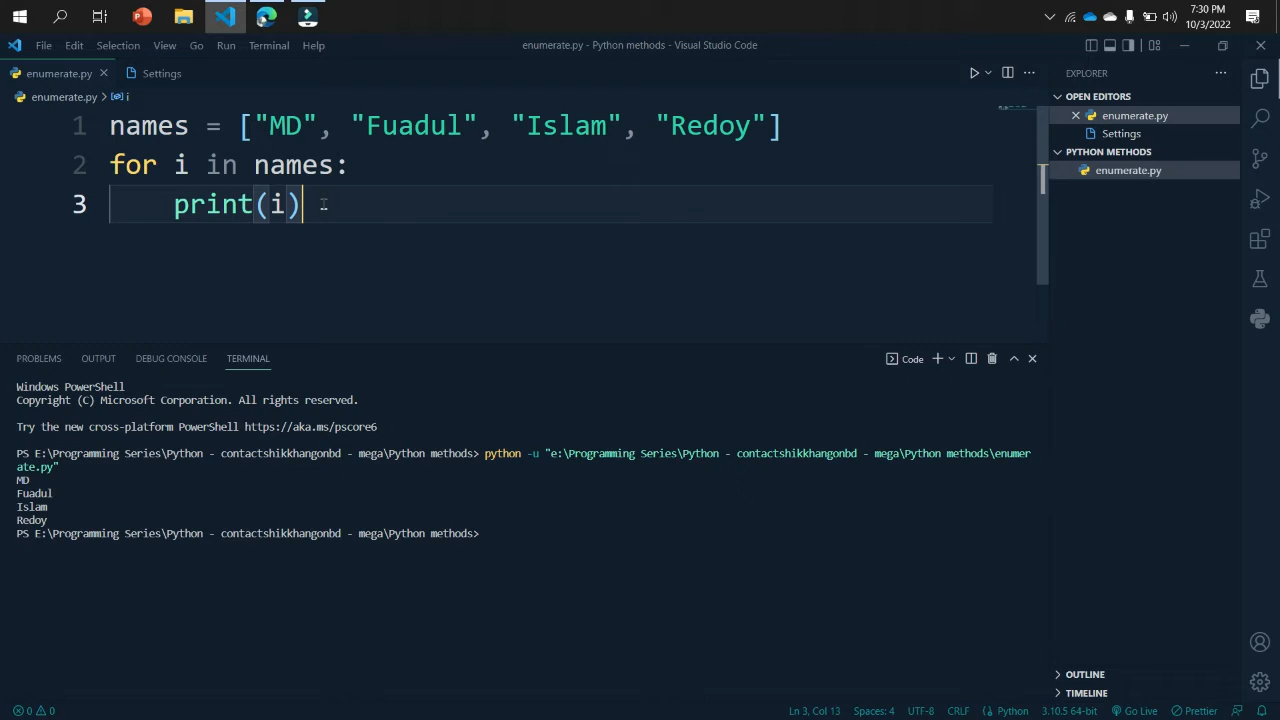 7:30 PM
10/3/2022
File Edit Selection View Go Run Terminal Help
enumerate.py - Python methods - Visual Studio Code
enumerate.py
Settings
EXPLORER
enumerate.py > i
OPEN EDITORS
enumerate.py
Settings
PYTHON METHODS
enumerate.py
1 names = ["MD", "Fuadul", "Islam", "Redoy"]
2 for i in names:
3 print(i)
PROBLEMS OUTPUT DEBUG CONSOLE TERMINAL
Code
Windows PowerShell
Copyright (C) Microsoft Corporation. All rights reserved.
Try the new cross-platform PowerShell https://aka.ms/pscore6
PS E:\Programming Series\Python - contactshikkhangonbd - mega\Python methods> python -u "e:\Programming Series\Python - contactshikkhangonbd - mega\Python methods\enumer
ate.py"
MD
Fuadul
Islam
Redoy
PS E:\Programming Series\Python - contactshikkhangonbd - mega\Python methods>
OUTLINE
TIMELINE
0 0
Ln 3, Col 13 Spaces: 4 UTF-8 CRLF Python 3.10.5 64-bit Go Live Prettier